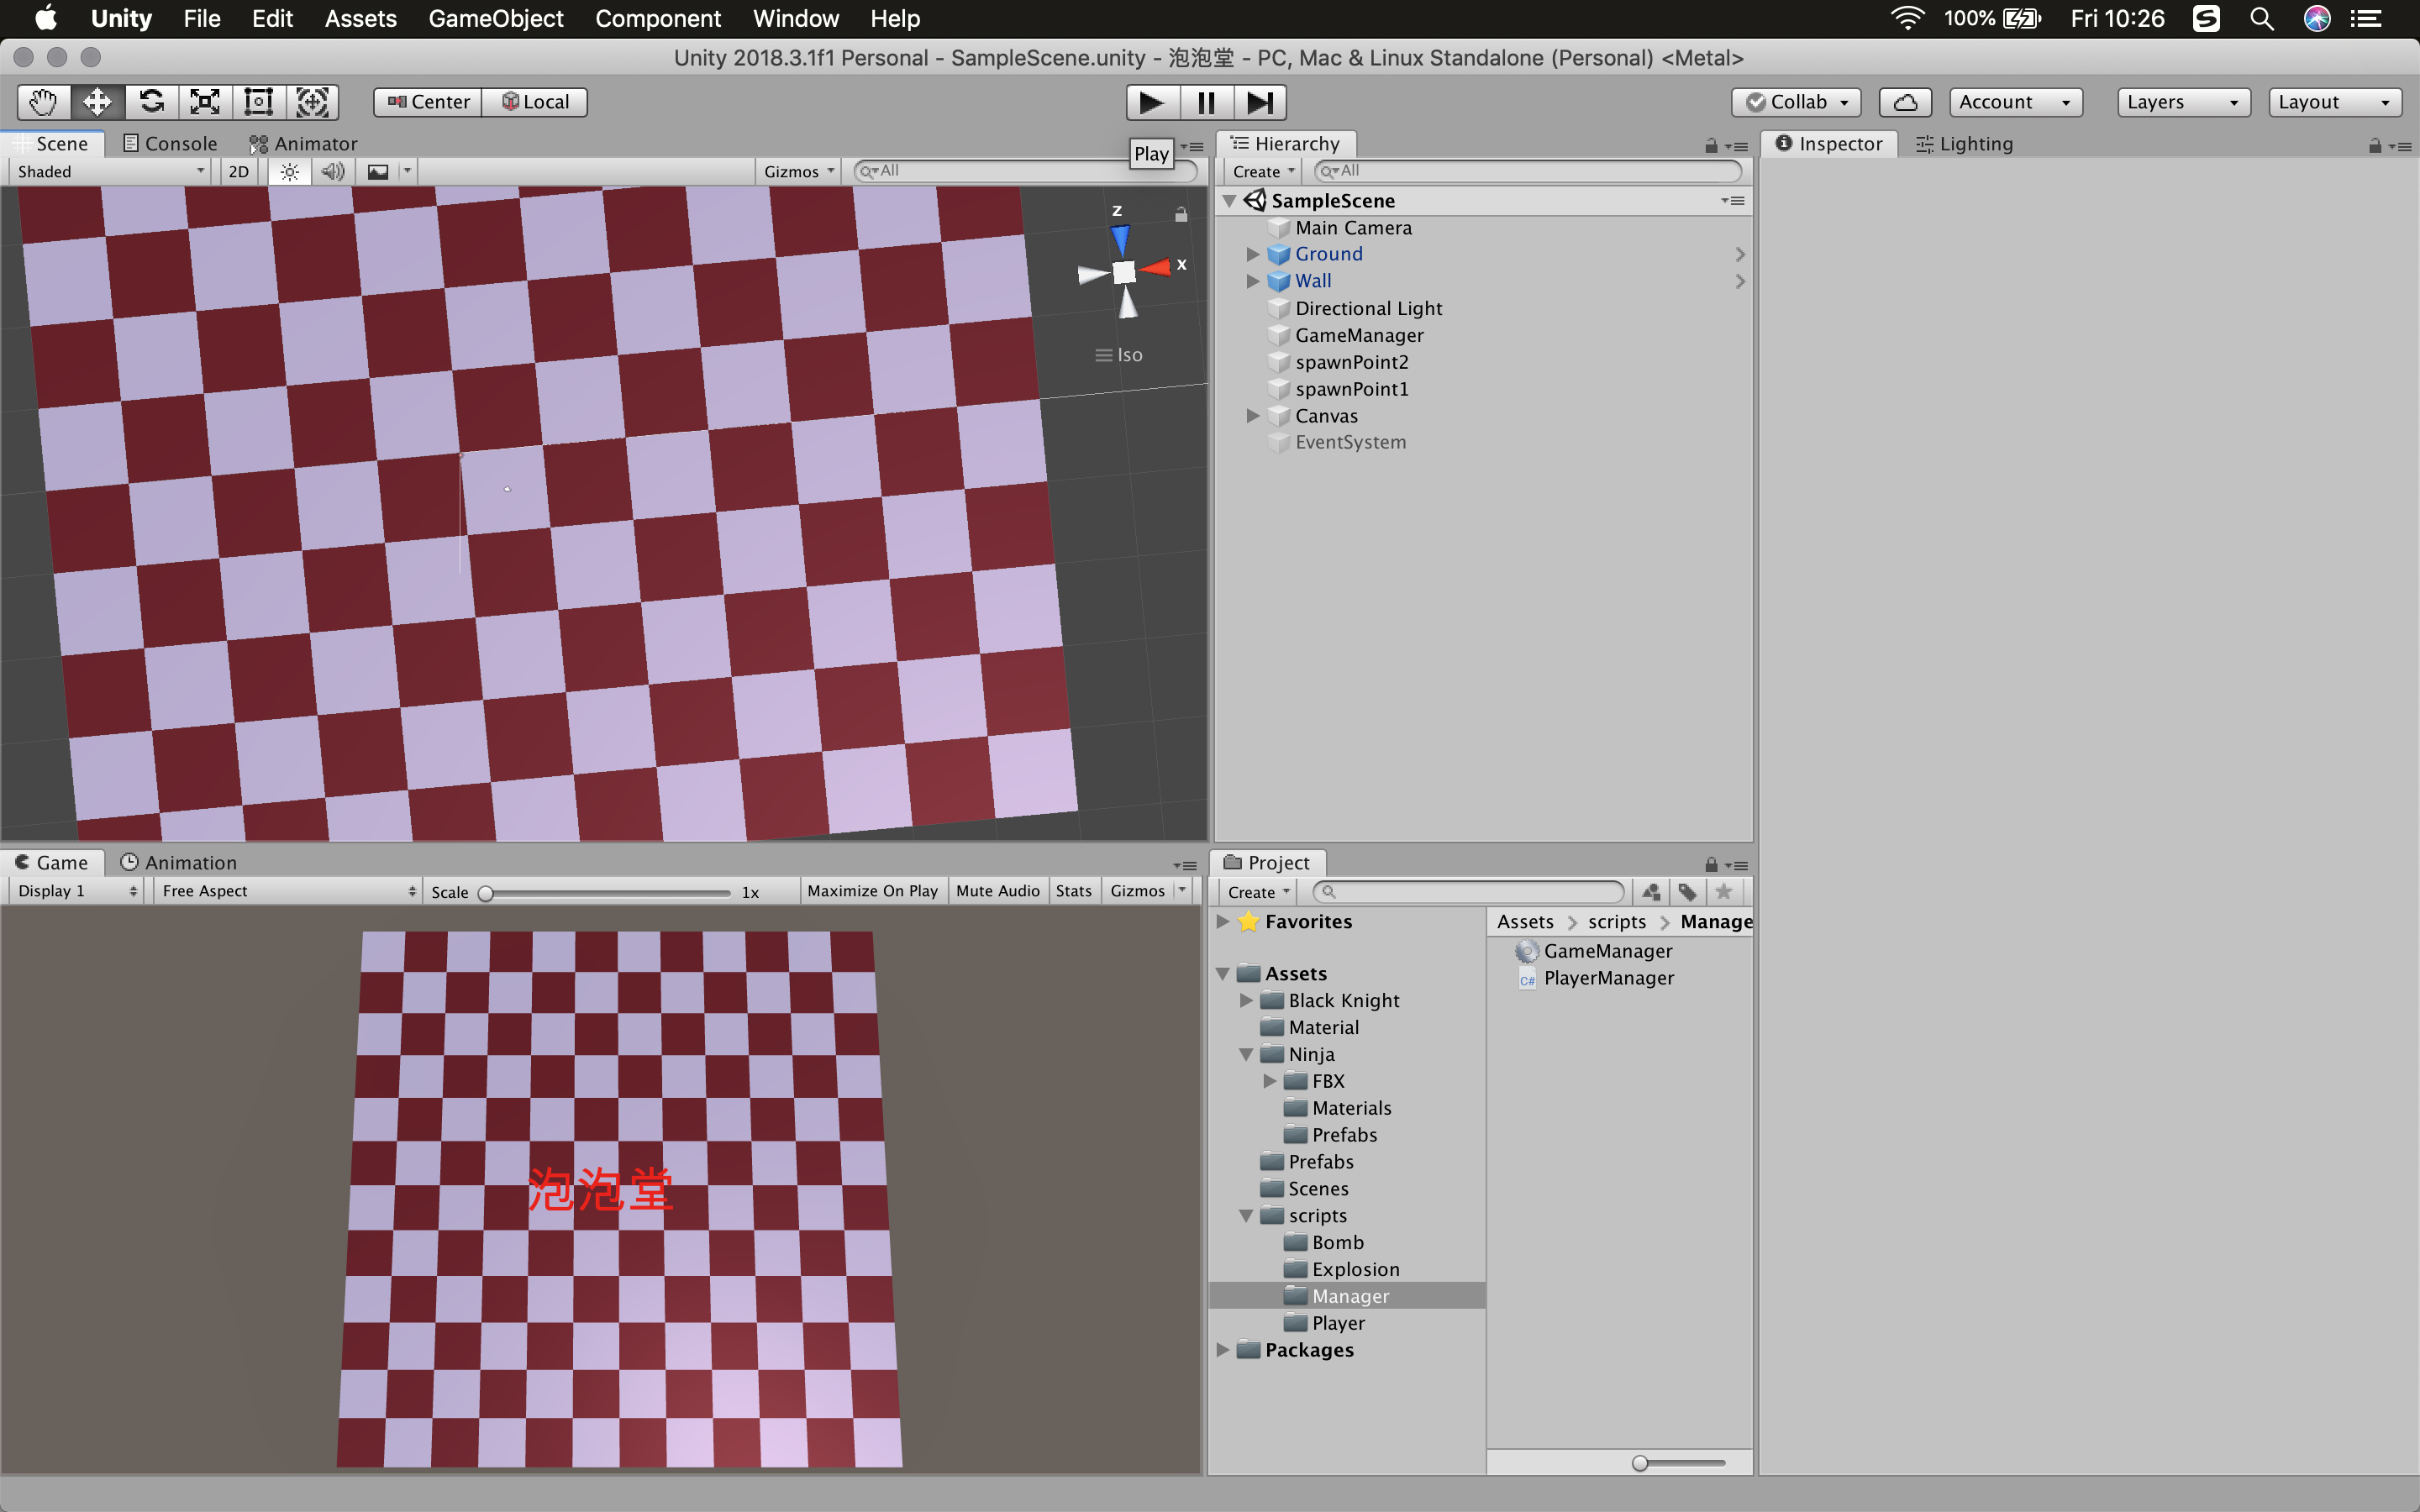 Unity File Edit Assets GameObject Component Window Help 100% Fri 10:26
Unity 2018.3.1f1 Personal - SampleScene.unity - 泡泡堂 - PC, Mac & Linux Standalone (Personal) <Metal>
Center Local Collab Account Layers Layout
Scene Console Animator
Play
Shaded 2D Gizmos All
z
x
Iso
Hierarchy
Create All
SampleScene
Main Camera
Ground
Wall
Directional Light
GameManager
spawnPoint2
spawnPoint1
Canvas
EventSystem
Inspector Lighting
Game Animation
Display 1 Free Aspect Scale 1x Maximize On Play Mute Audio Stats Gizmos
泡泡堂
Project
Create
Favorites
Assets
Black Knight
Material
Ninja
FBX
Materials
Prefabs
Prefabs
Scenes
scripts
Bomb
Explosion
Manager
Player
Packages
Assets scripts Manage
GameManager
C# PlayerManager